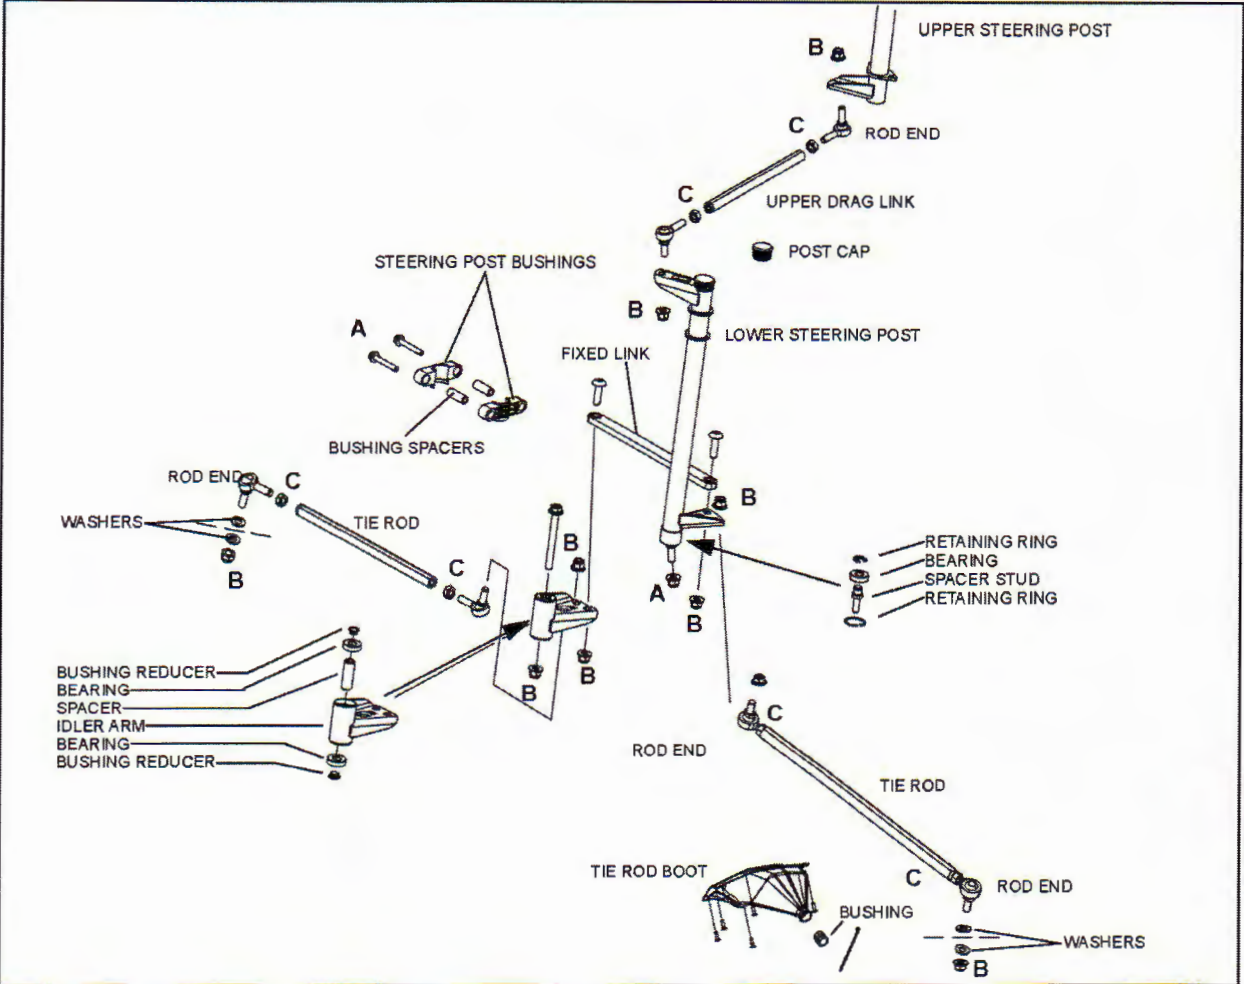 UPPER STEERING POST
B
C
ROD END
C
UPPER DRAG LINK
POST CAP
STEERING POST BUSHINGS
B
A
LOWER STEERING POST
FIXED LINK
BUSHING SPACERS
ROD END
C
B
WASHERS
TIE ROD
B
RETAINING RING
BEARING
SPACER STUD
RETAINING RING
B
C
A
B
BUSHING REDUCER
BEARING
SPACER
IDLER ARM
BEARING
BUSHING REDUCER
B
B
C
ROD END
TIE ROD
TIE ROD BOOT
C
ROD END
BUSHING
WASHERS
B